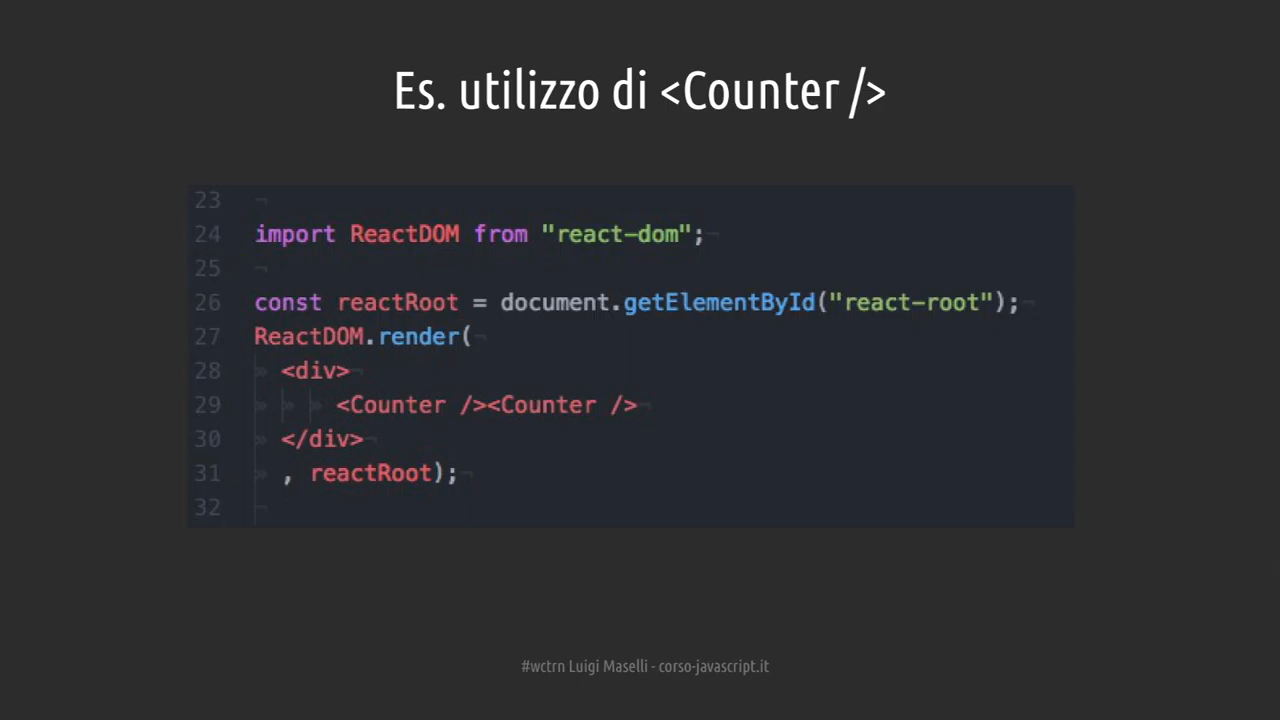 Es. utilizzo di <Counter />
23
24 import ReactDOM from "react-dom";
25
26 const reactRoot = document.getElementById("react-root");
27 ReactDOM.render(
28 <div>
29 <Counter /><Counter />
30 </div>
31 , reactRoot);
32
#wctrn Luigi Maselli - corso-javascript.it